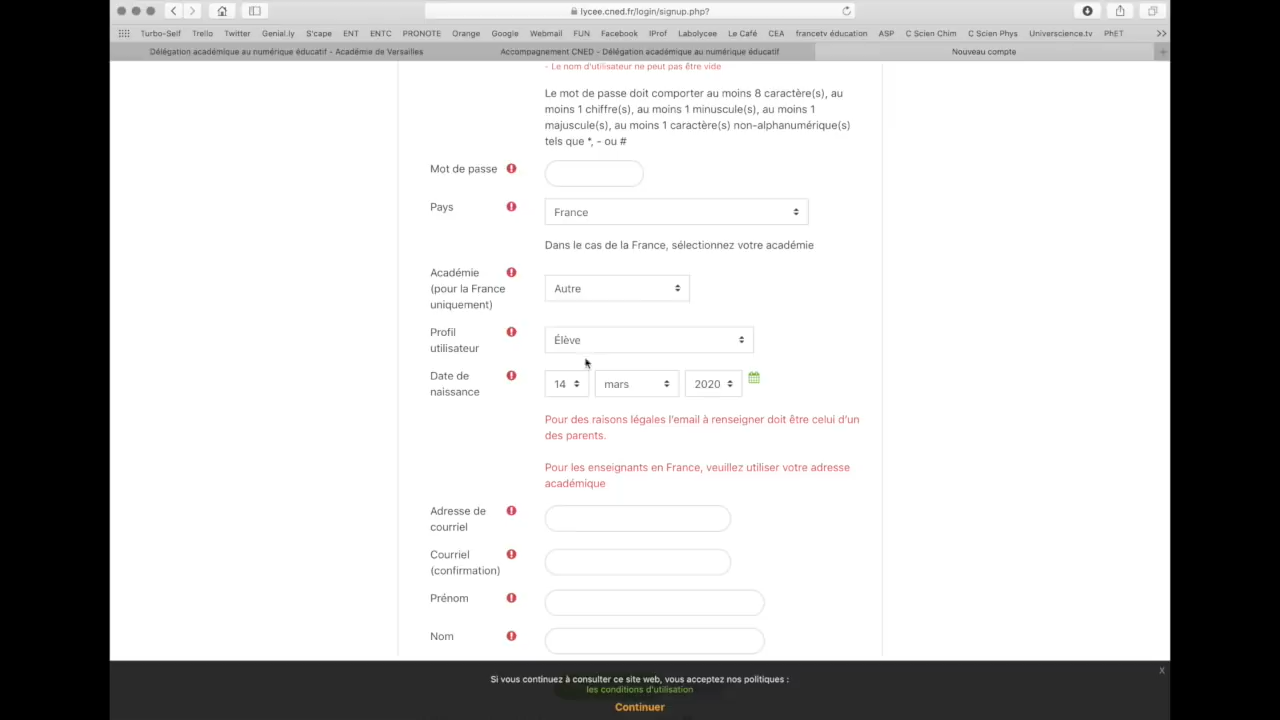 lycee.cned.fr/login/signup.php?
Turbo-Self Trello Twitter Genial.ly S'cape ENT ENTC PRONOTE Orange Google Webmail FUN Facebook IProf Labolycee Le Café CEA francetv éducation ASP C Scien Chim C Scien Phys Universcience.tv PhET
Délégation académique au numérique éducatif - Académie de Versailles Accompagnement CNED - Délégation académique au numérique éducatif Nouveau compte
- Le nom d'utilisateur ne peut pas être vide
Le mot de passe doit comporter au moins 8 caractère(s), au
moins 1 chiffre(s), au moins 1 minuscule(s), au moins 1
majuscule(s), au moins 1 caractère(s) non-alphanumérique(s)
tels que *, - ou #
Mot de passe
Pays France
Dans le cas de la France, sélectionnez votre académie
Académie
(pour la France
uniquement)
Autre
Profil
utilisateur
Élève
Date de
naissance
14 mars 2020
Pour des raisons légales l'email à renseigner doit être celui d'un
des parents.
Pour les enseignants en France, veuillez utiliser votre adresse
académique
Adresse de
courriel
Courriel
(confirmation)
Prénom
Nom
Si vous continuez à consulter ce site web, vous acceptez nos politiques :
les conditions d'utilisation
Continuer
x